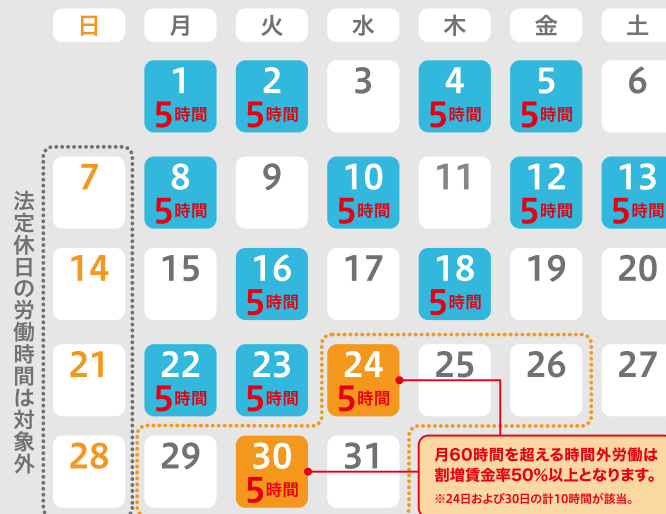 日 月 火 水 木 金 土
1 2 3 4 5 6
5時間 5時間 5時間 5時間
7 8 9 10 11 12 13
5時間 5時間 5時間 5時間
14 15 16 17 18 19 20
5時間 5時間
21 22 23 24 25 26 27
5時間 5時間 5時間
28 29 30 31
5時間
法定休日の労働時間は対象外
月60時間を超える時間外労働は
割増賃金率50%以上となります。
※24日および30日の計10時間が該当。